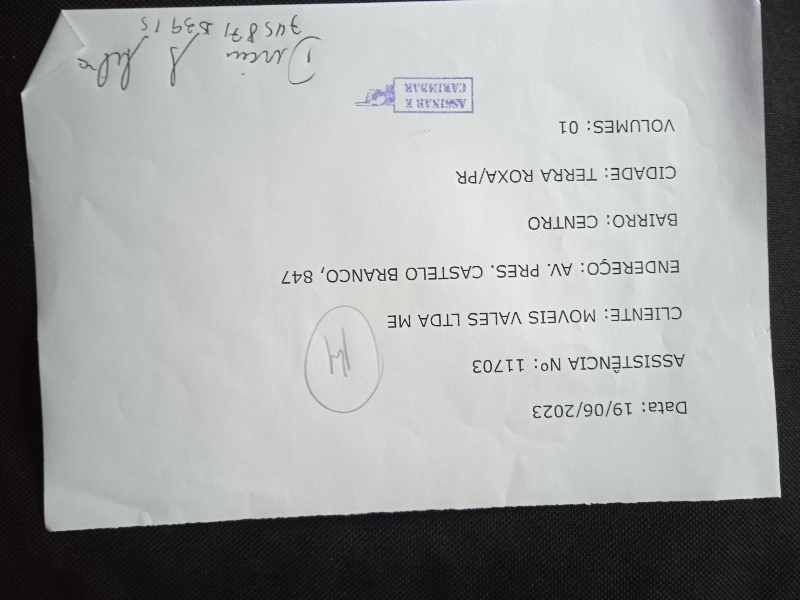 Data: 19/06/2023
ASSISTÊNCIA Nº: 11703
CLIENTE: MOVEIS VALES LTDA ME
14
ENDEREÇO: AV. PRES. CASTELO BRANCO, 847
BAIRRO: CENTRO
CIDADE: TERRA ROXA/PR
VOLUMES: 01
ASSINAR E
CARIMBAR